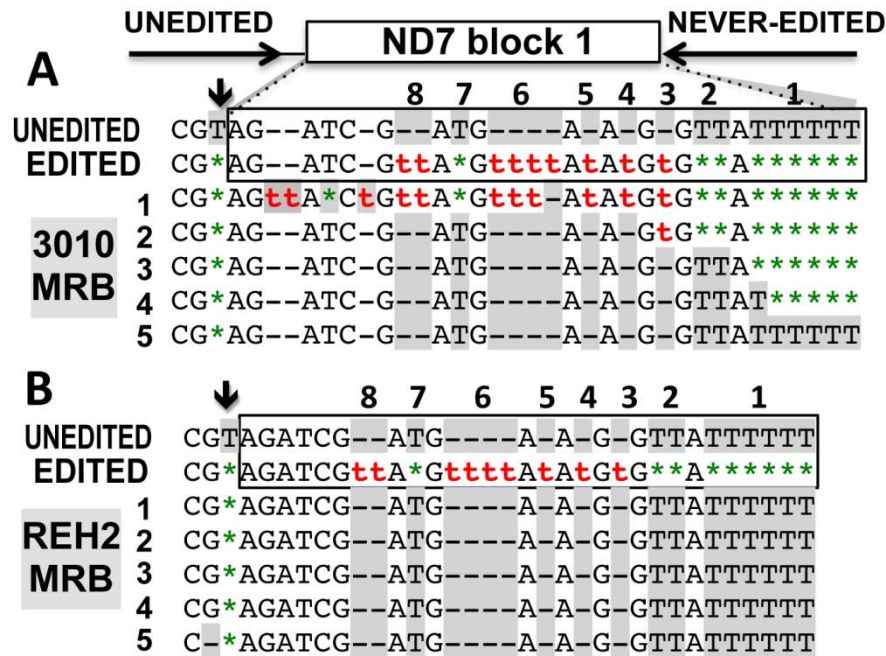 UNEDITED ND7 block 1 NEVER-EDITED
A
8 7 6 5 4 3 2 1
UNEDITED CGTAG--ATC-G--ATG----A-A-G-GTTATTTTTT
EDITED CG*AG--ATC-GttA*GttttAtAtGtG**A******
1 CG*AGttA*CtGttA*Gttt-AtAtGtG**A******
3010 MRB
2 CG*AG--ATC-G--ATG----A-A-GtG**A******
3 CG*AG--ATC-G--ATG----A-A-G-GTTA******
4 CG*AG--ATC-G--ATG----A-A-G-GTTAT*****
5 CG*AG--ATC-G--ATG----A-A-G-GTTATTTTTT
B
8 7 6 5 4 3 2 1
UNEDITED CGTAGATCG--ATG----A-A-G-GTTATTTTTT
EDITED CG*AGATCGttA*GttttAtAtGtG**A******
1 CG*AGATCG--ATG----A-A-G-GTTATTTTTT
REH2 MRB
2 CG*AGATCG--ATG----A-A-G-GTTATTTTTT
3 CG*AGATCG--ATG----A-A-G-GTTATTTTTT
4 CG*AGATCG--ATG----A-A-G-GTTATTTTTT
5 C-*AGATCG--ATG----A-A-G-GTTATTTTTT